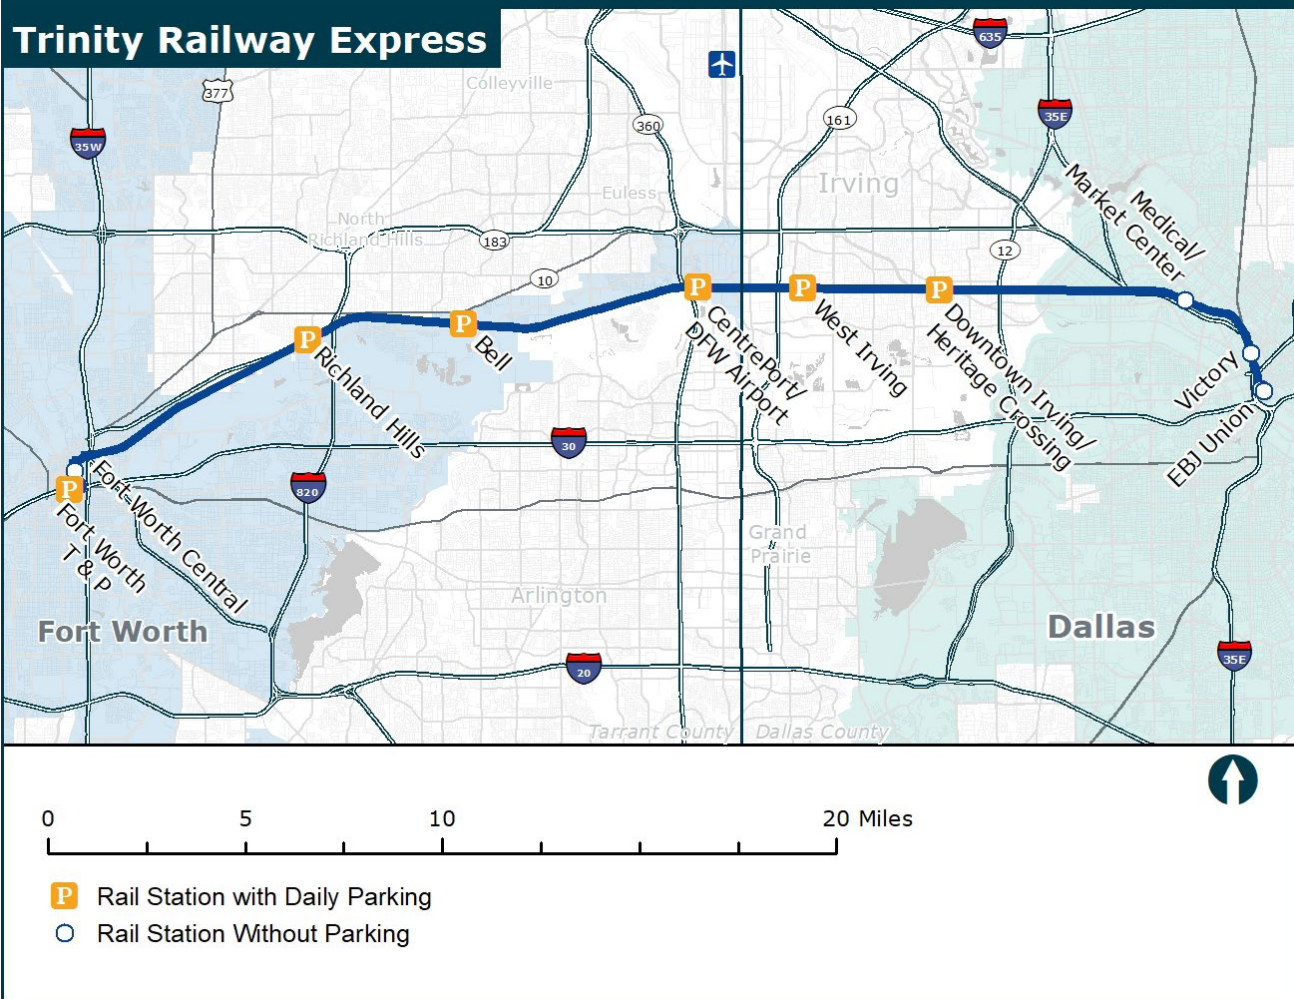 Trinity Railway Express
377
35W
Colleyville
360
635
161
35E
Irving
Euless
North
Richland Hills
183
10
12
Medical/
Market Center
P
P
P
P
P
P
Richland Hills
Bell
CentrePort/
DFW Airport
West Irving
Downtown Irving/
Heritage Crossing
Victory
EBJ Union
30
820
Fort Worth Central
Fort Worth
T & P
Grand
Prairie
Arlington
Fort Worth
Dallas
20
35E
Tarrant County
Dallas County
0 5 10 20 Miles
P Rail Station with Daily Parking
Rail Station Without Parking